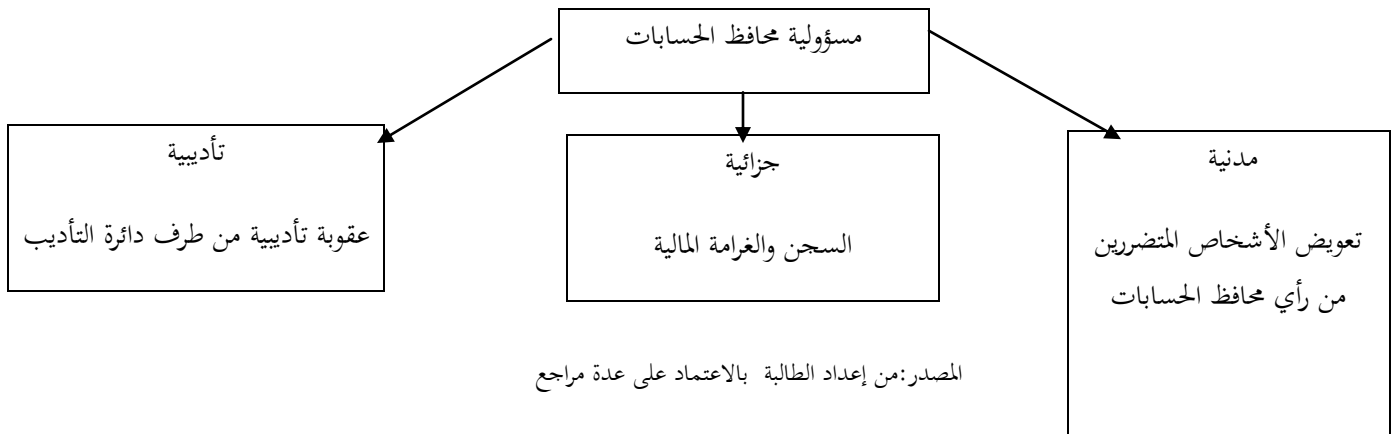 مسؤولية محافظ الحسابات
مدنية
تعويض الأشخاص المتضررين
من رأي محافظ الحسابات
جزائية
السجن والغرامة المالية
تأديبية
عقوبة تأديبية من طرف دائرة التأديب
المصدر:من إعداد الطالبة بالاعتماد على عدة مراجع